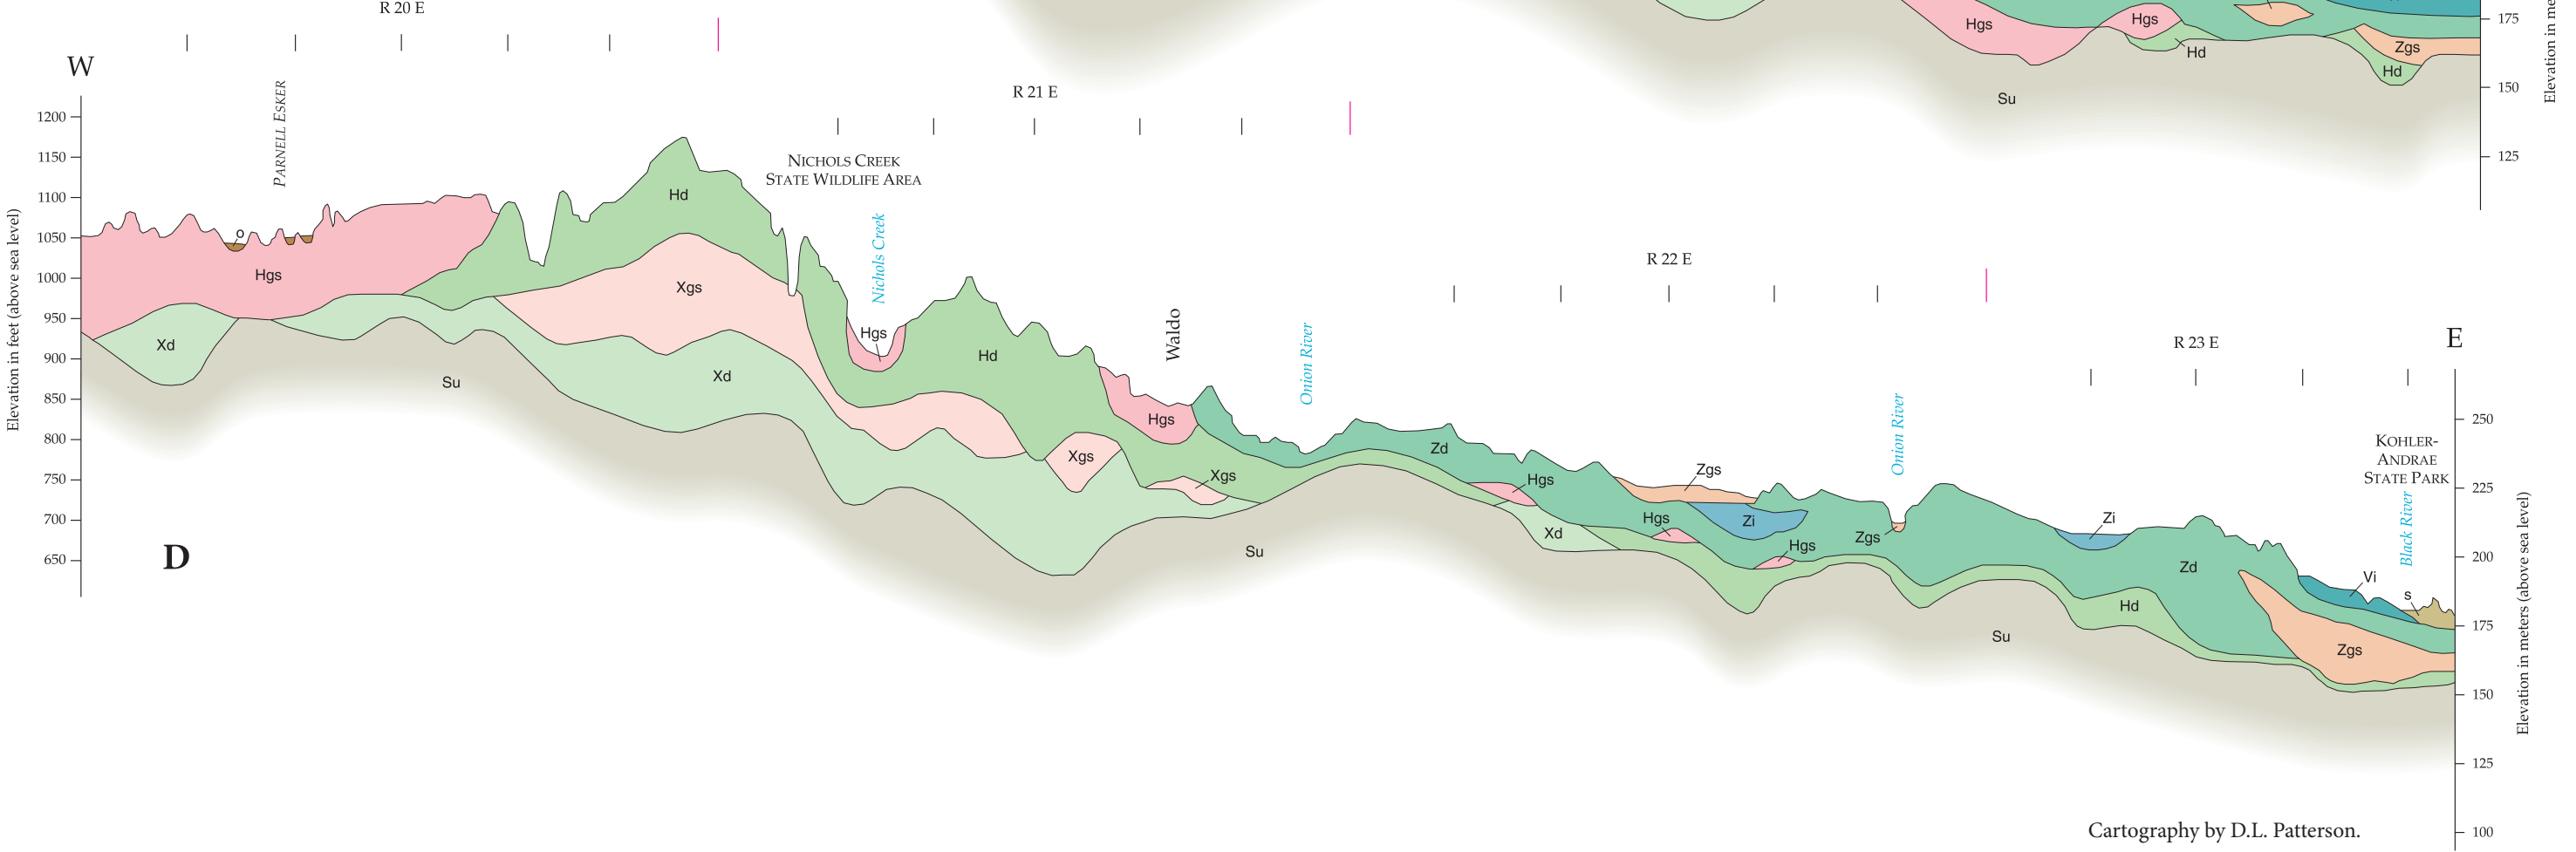 R 20 E
Hgs
Hgs
Hd
Zgs
Hd
Su
175
150
125
Elevation in me
W
PARNELL ESKER
R 21 E
NICHOLS CREEK
STATE WILDLIFE AREA
Nichols Creek
1200
1150
1100
1050
1000
950
900
850
800
750
700
650
Elevation in feet (above sea level)
o
Hgs
Xd
Su
Hd
Xgs
Xd
Hgs
Hd
Waldo
Hgs
Xgs
Xgs
Su
Onion River
R 22 E
Zd
Hgs
Xd
Zgs
Zi
Hgs
Hgs
Zgs
Onion River
Su
Zi
Hd
Zd
R 23 E
E
KOHLER-
ANDRAE
STATE PARK
Black River
Vi
s
Zgs
250
225
200
175
150
125
100
Elevation in meters (above sea level)
D
Cartography by D.L. Patterson.